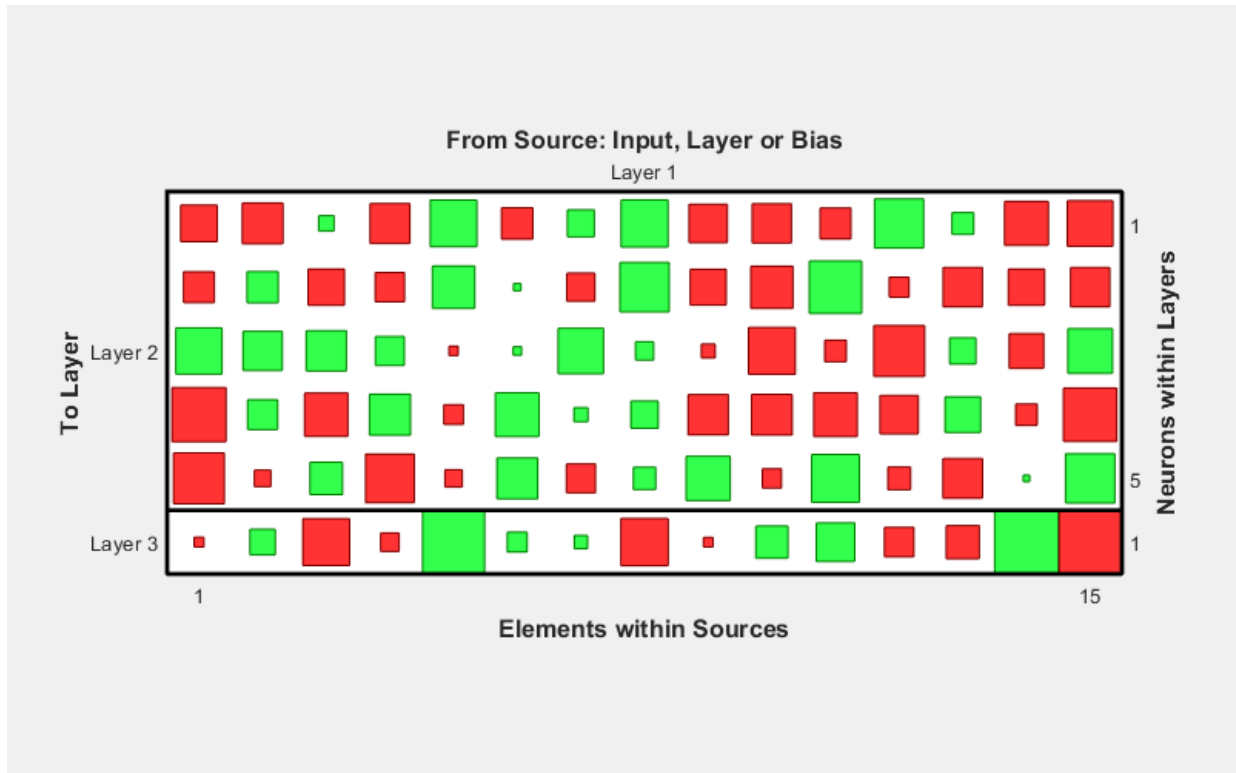 From Source: Input, Layer or Bias
Layer 1
1
Layer 2
5
Layer 3
1
To Layer
Neurons within Layers
1
15
Elements within Sources